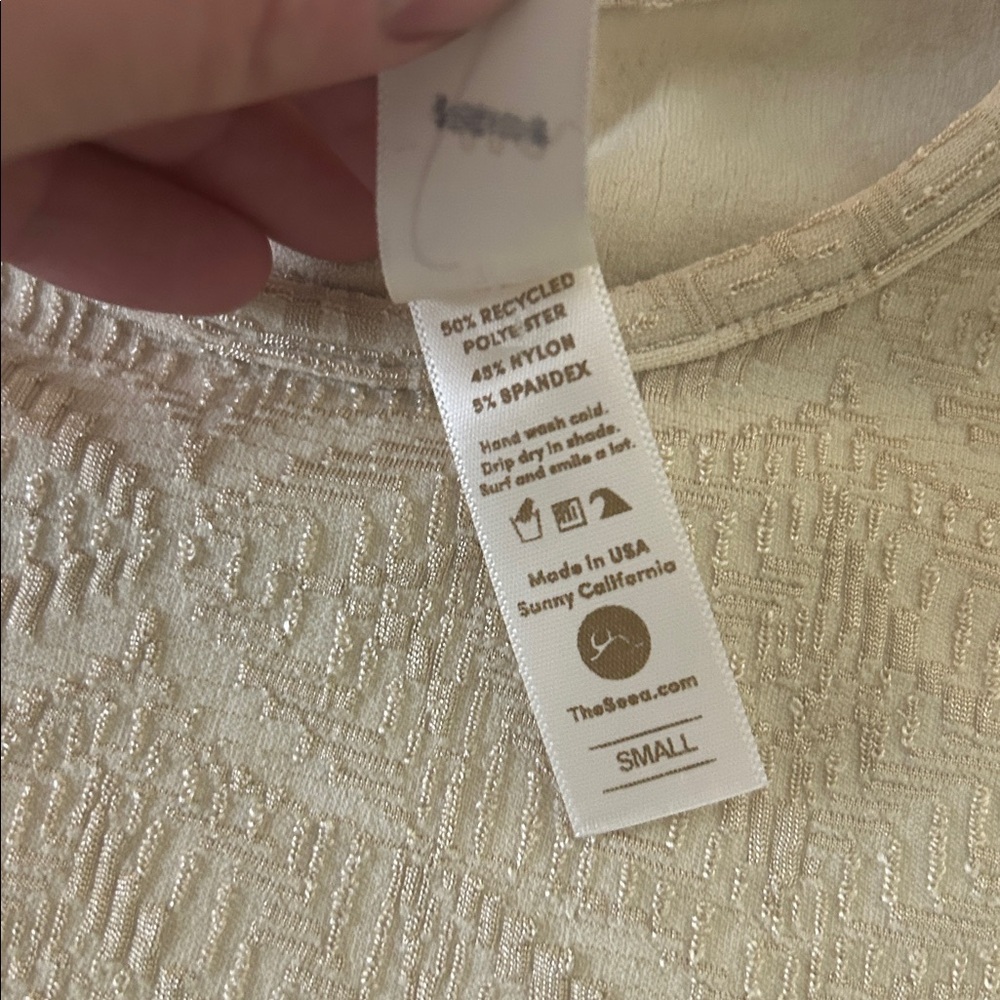 50% RECYCLED
POLYESTER
45% NYLON
5% SPANDEX
Hand wash cold.
Drip dry in shade.
Surf and smile a lot.
Made in USA
Sunny California
TheSeea.com
SMALL